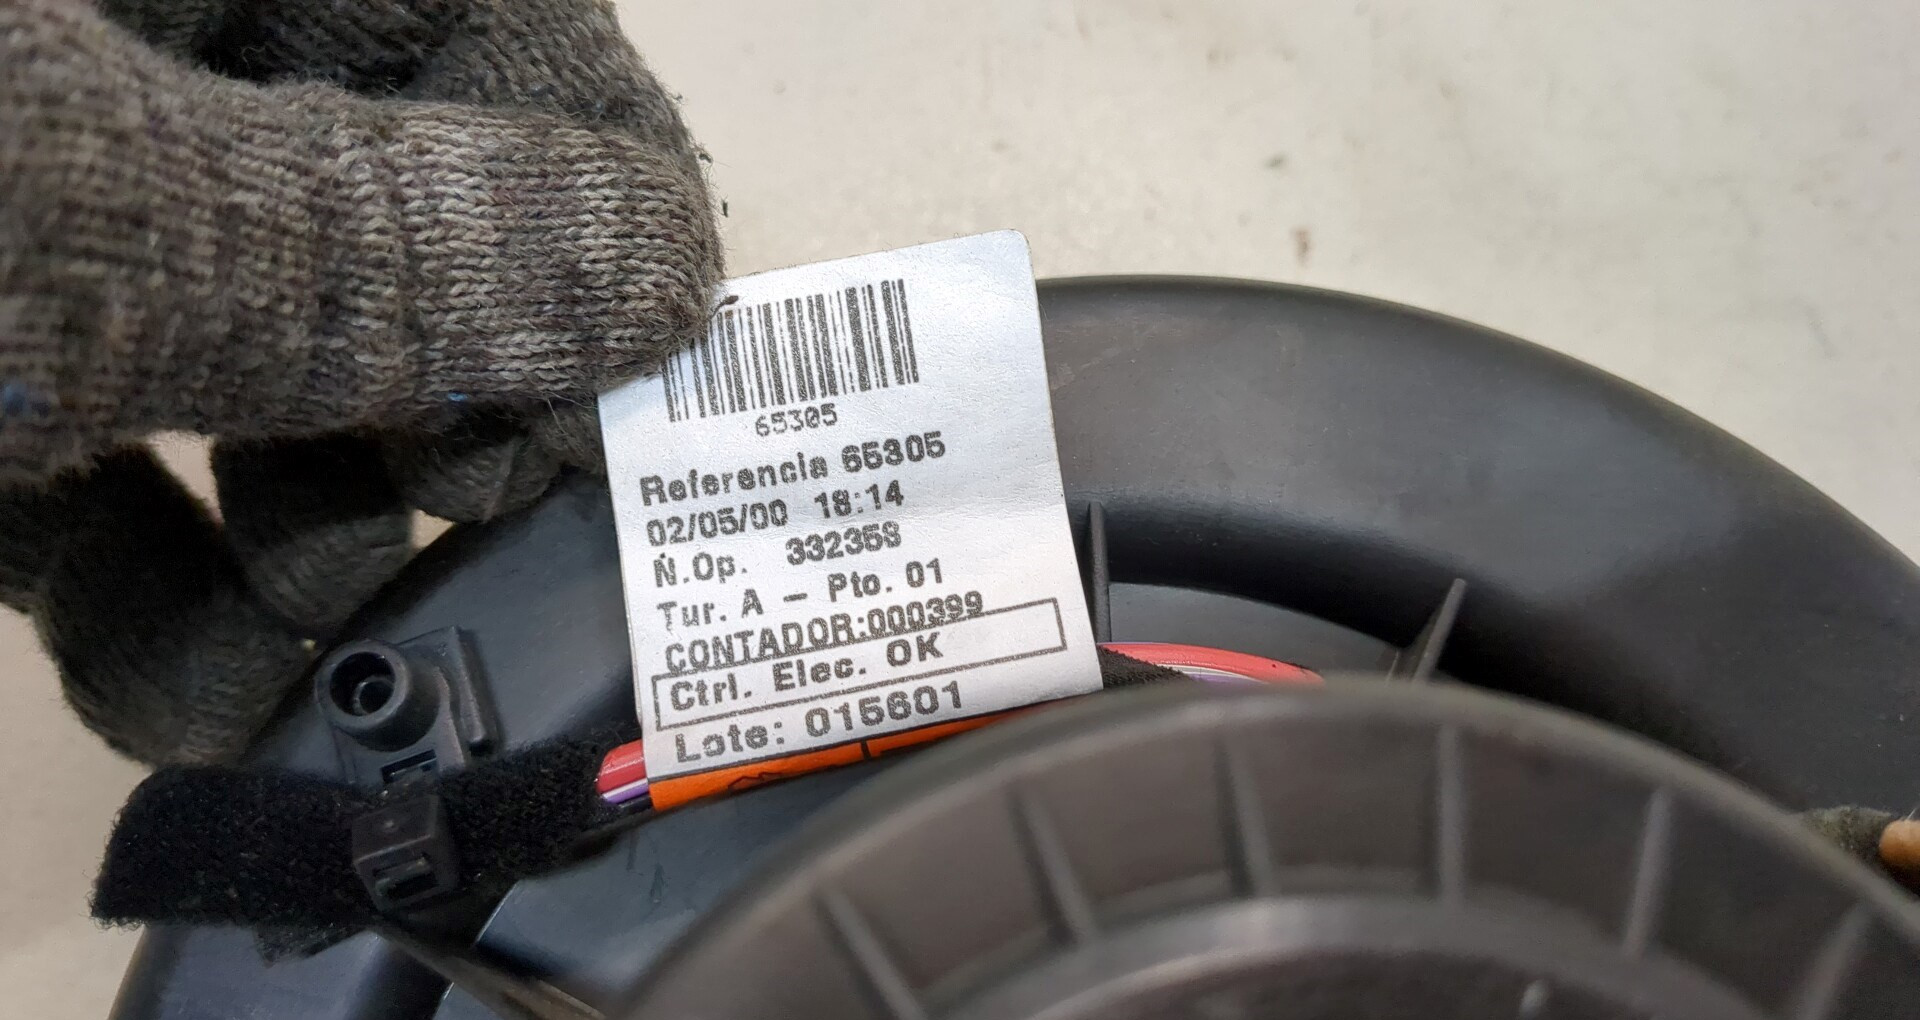 65305
Referencia 65305
02/05/00 18:14
N.Op. 332358
Tur. A - Pto. 01
CONTADOR:000399
Ctrl. Elec. OK
Lote: 015601